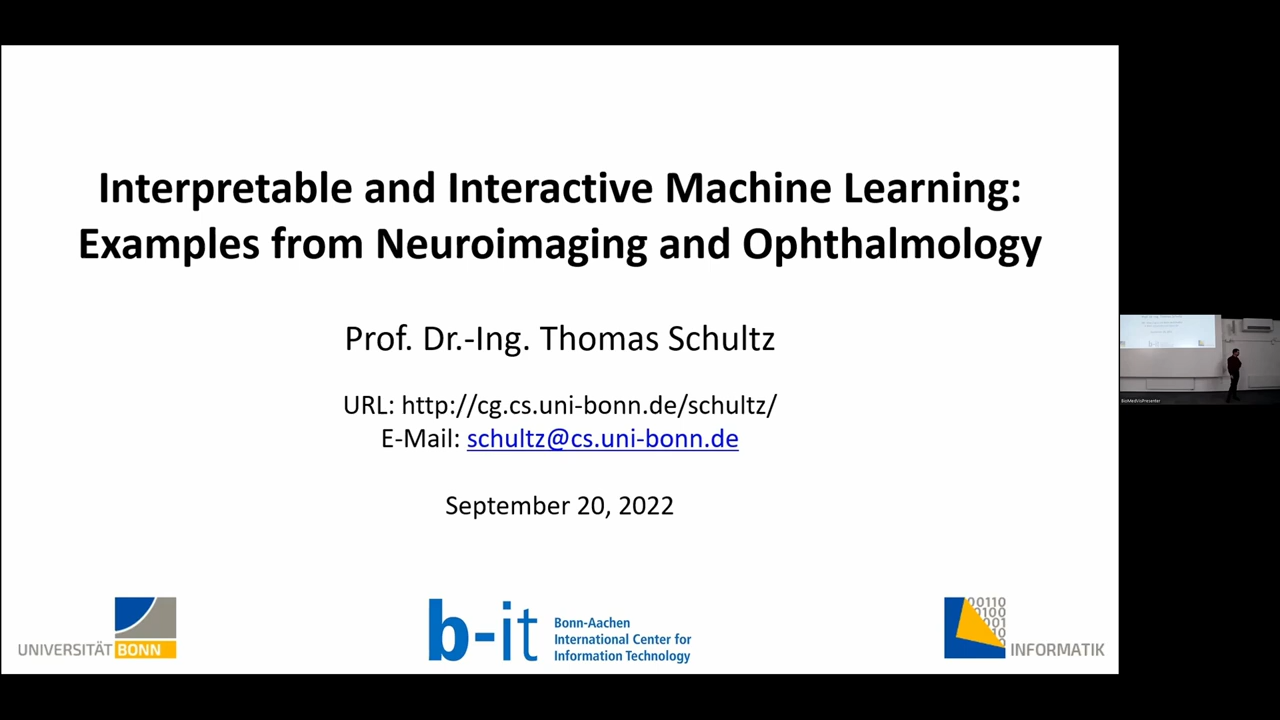 Interpretable and Interactive Machine Learning:
Examples from Neuroimaging and Ophthalmology
Prof. Dr.-Ing. Thomas Schultz
URL: http://cg.cs.uni-bonn.de/schultz/
E-Mail: schultz@cs.uni-bonn.de
September 20, 2022
UNIVERSITÄT BONN
b-it
Bonn-Aachen
International Center for
Information Technology
INFORMATIK
BioMedVisPresenter